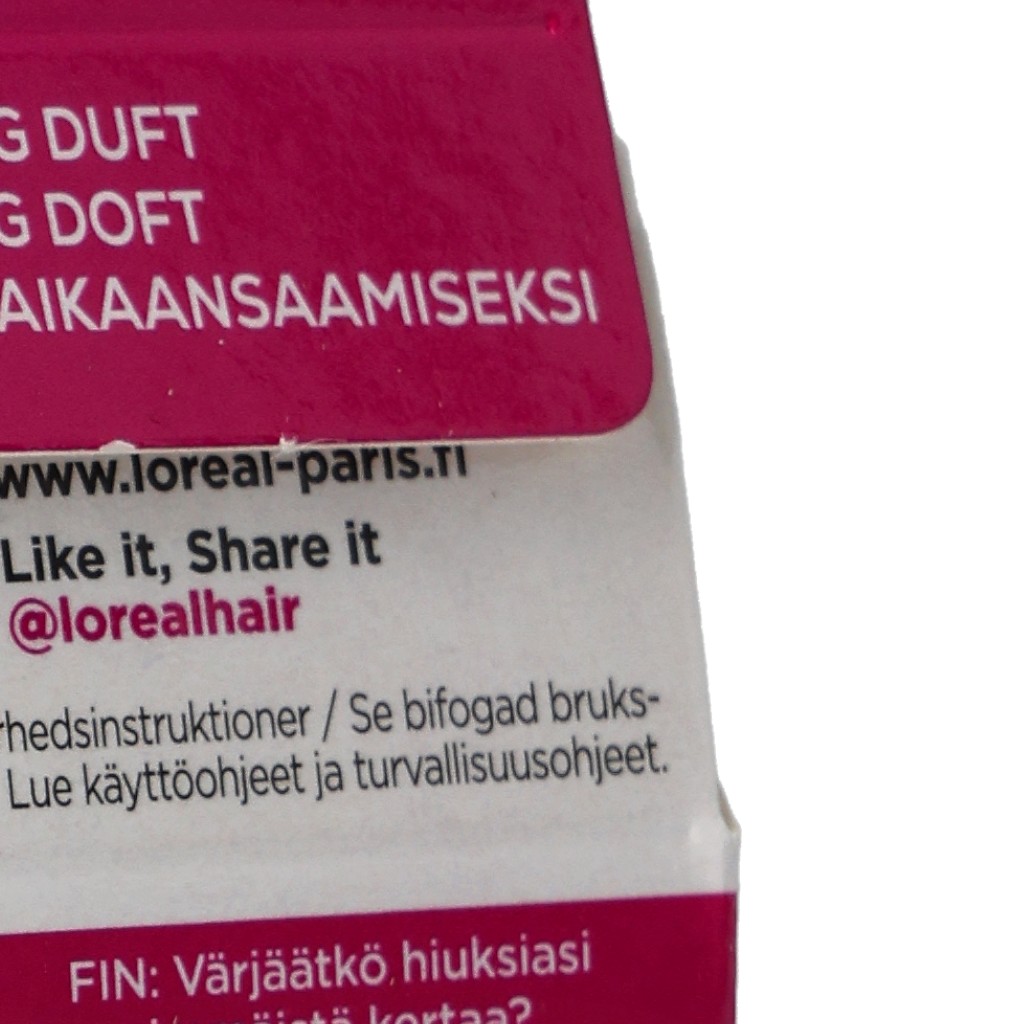 G DUFT
G DOFT
AIKAANSAAMISEKSI
www.loreal-paris.fi
Like it, Share it
@lorealhair
rhedsinstruktioner / Se bifogad bruks-
Lue käyttöohjeet ja turvallisuusohjeet.
FIN: Värjäätkö hiuksiasi
kertaa?